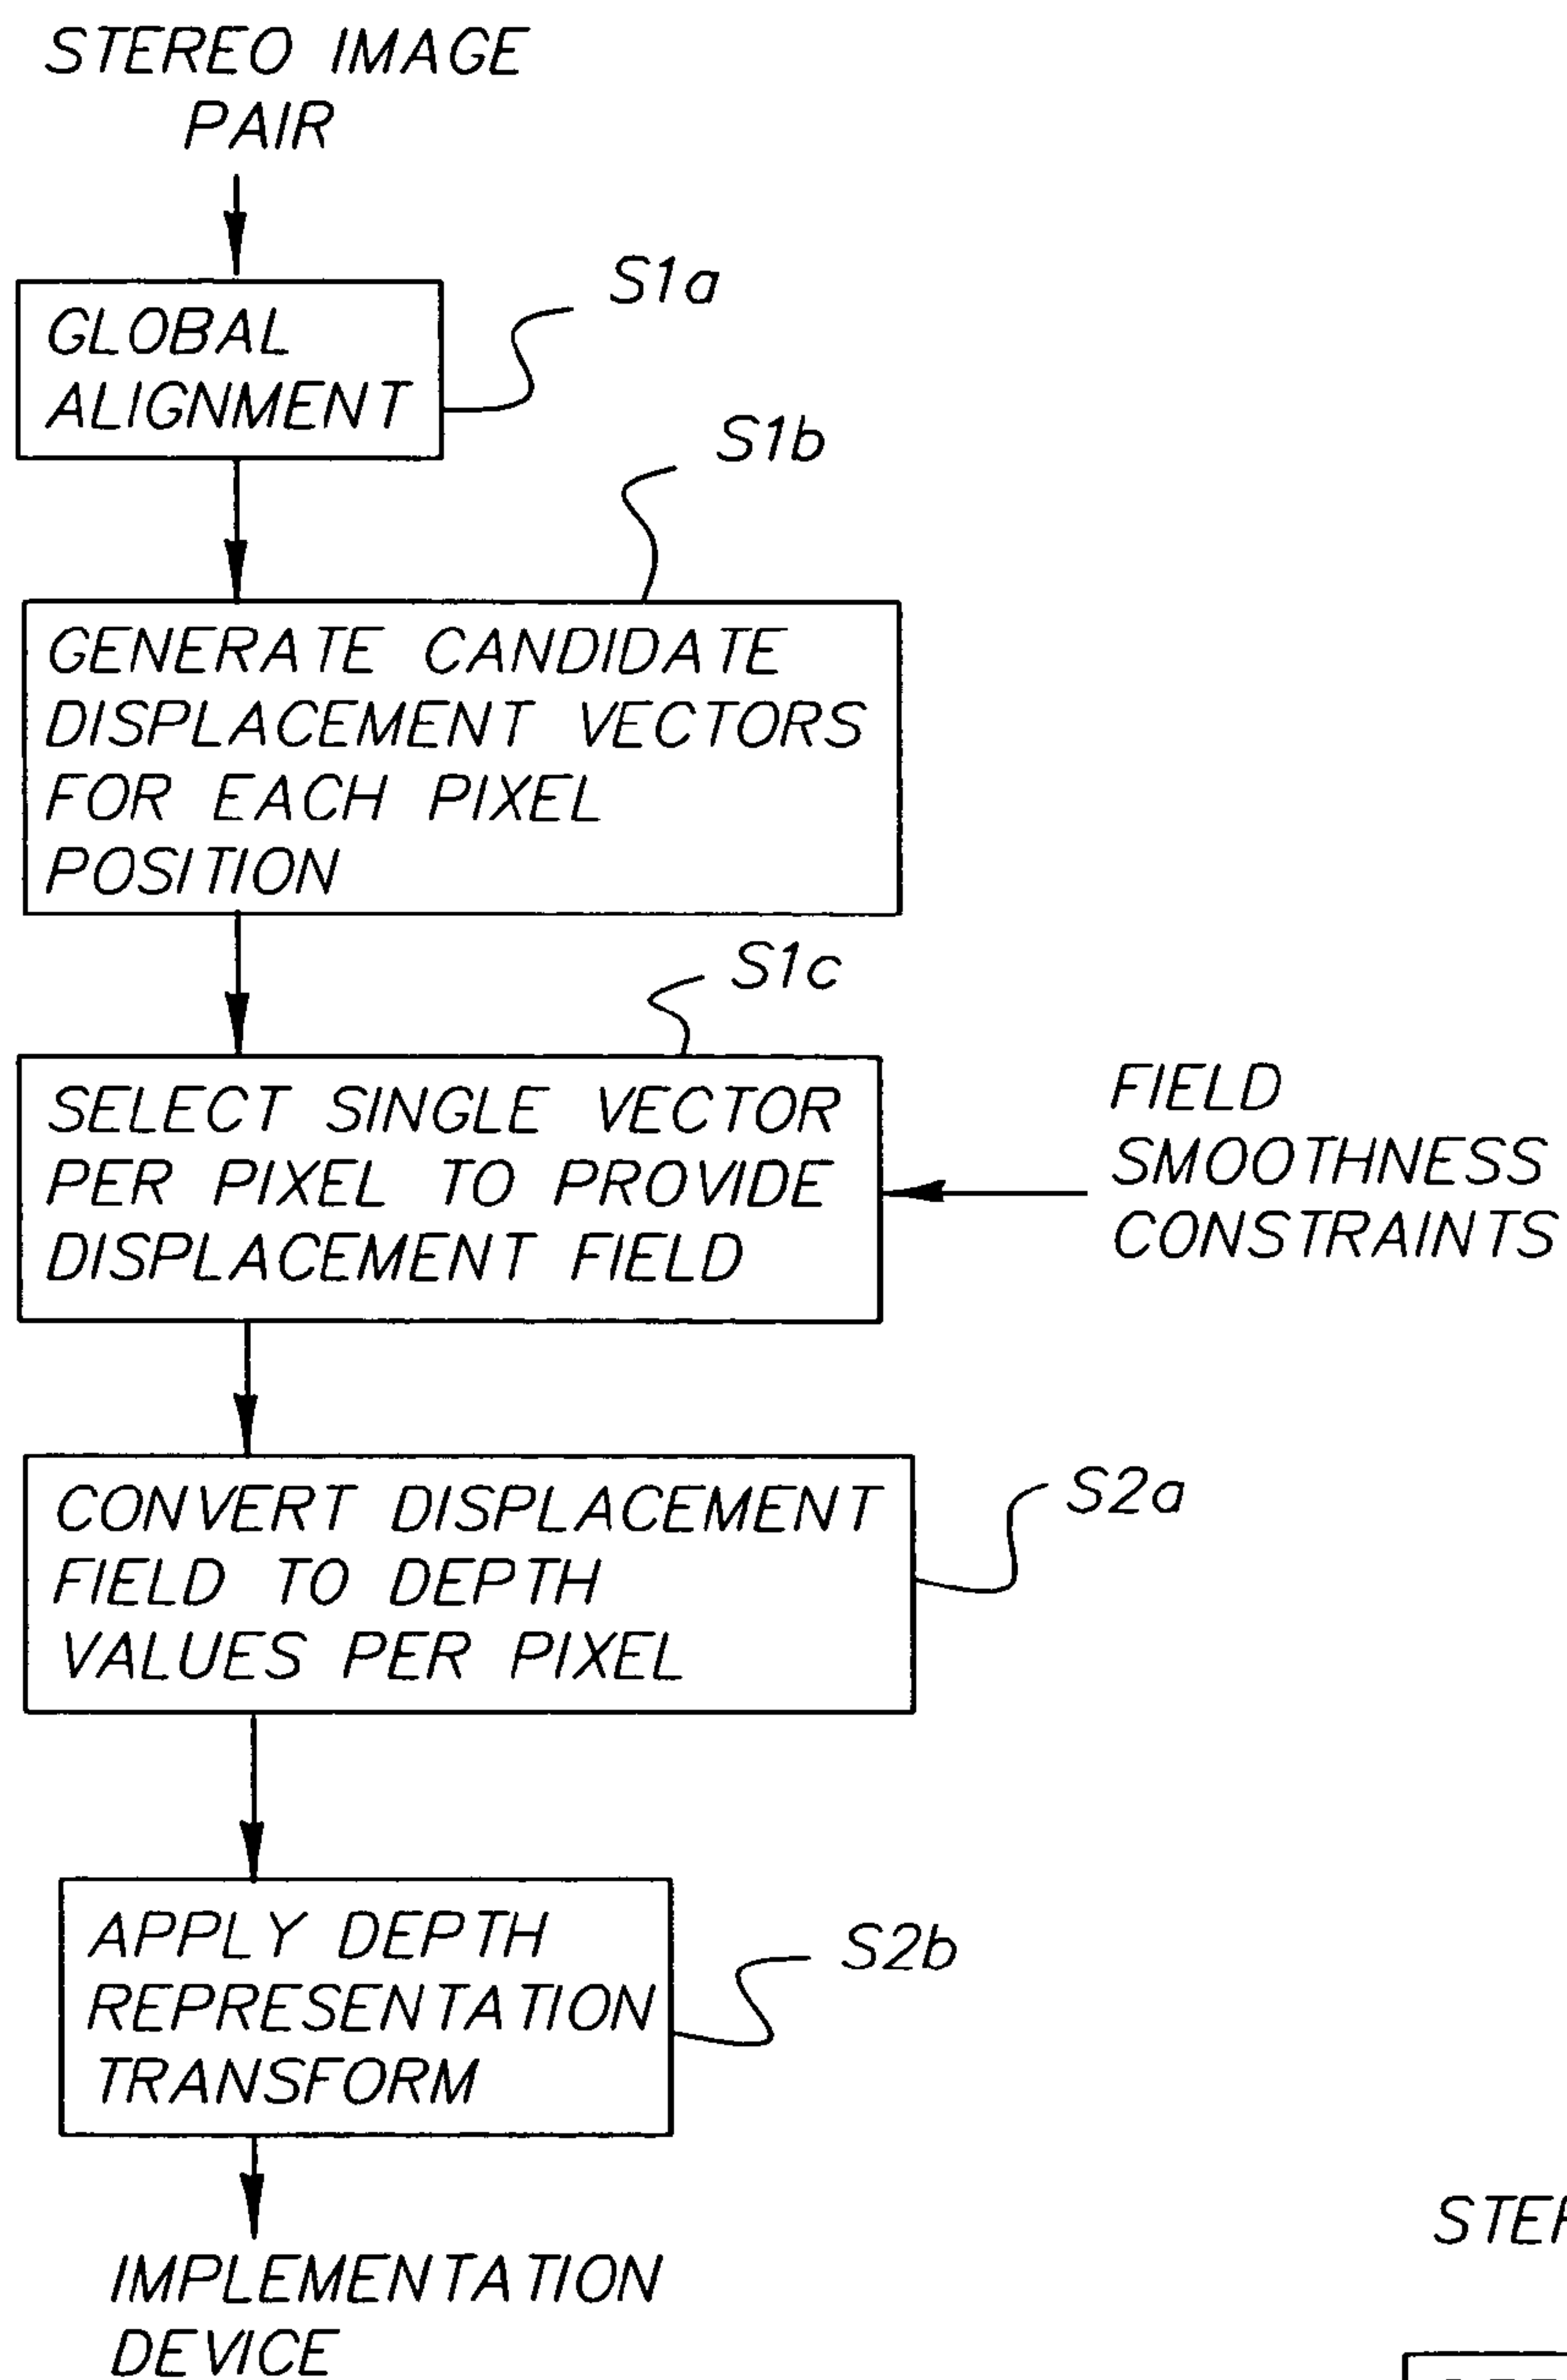 STEREO IMAGE
PAIR
S1a
GLOBAL
ALIGNMENT
S1b
GENERATE CANDIDATE
DISPLACEMENT VECTORS
FOR EACH PIXEL
POSITION
S1c
SELECT SINGLE VECTOR
PER PIXEL TO PROVIDE
DISPLACEMENT FIELD
FIELD
SMOOTHNESS
CONSTRAINTS
S2a
CONVERT DISPLACEMENT
FIELD TO DEPTH
VALUES PER PIXEL
S2b
APPLY DEPTH
REPRESENTATION
TRANSFORM
IMPLEMENTATION
DEVICE